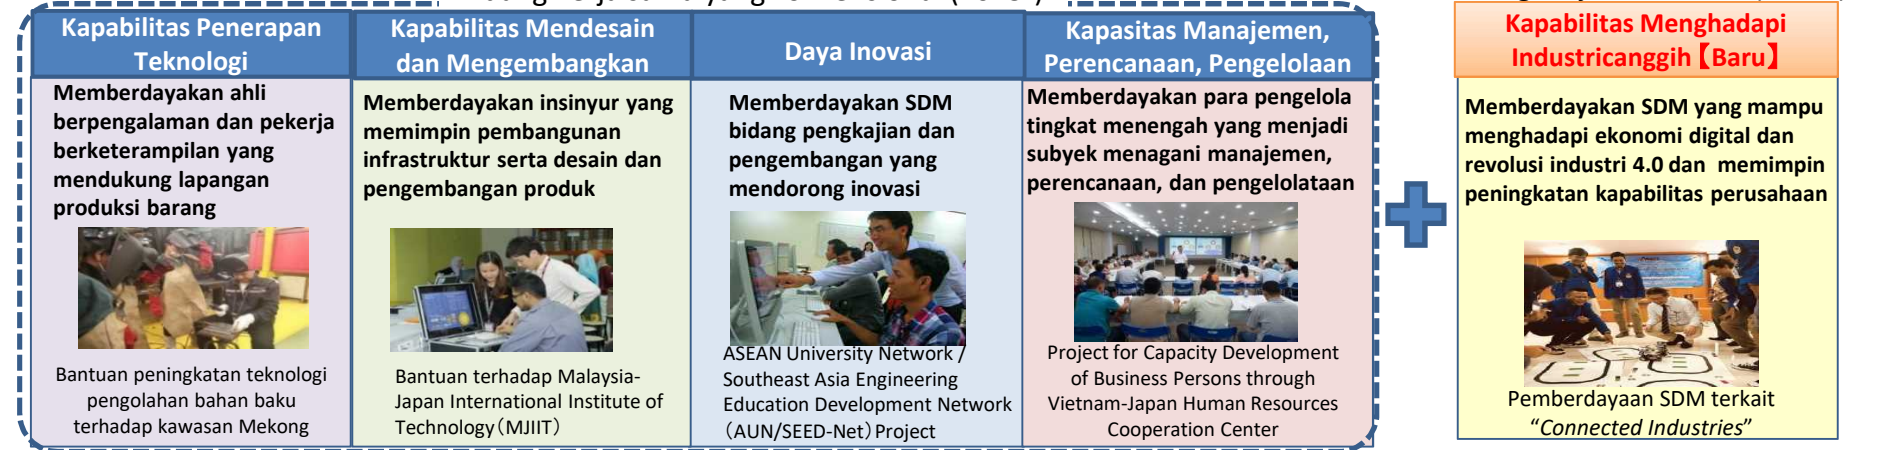 Kapabilitas Penerapan
Teknologi
Memberdayakan ahli
berpengalaman dan pekerja
berketerampilan yang
mendukung lapangan
produksi barang
Bantuan peningkatan teknologi
pengolahan bahan baku
terhadap kawasan Mekong
Kapabilitas Mendesain
dan Mengembangkan
Memberdayakan insinyur yang
memimpin pembangunan
infrastruktur serta desain dan
pengembangan produk
Bantuan terhadap Malaysia-
Japan International Institute of
Technology（MJIIT）
Daya Inovasi
Memberdayakan SDM
bidang pengkajian dan
pengembangan yang
mendorong inovasi
ASEAN University Network /
Southeast Asia Engineering
Education Development Network
（AUN/SEED-Net）Project
Kapasitas Manajemen,
Perencanaan, Pengelolaan
Memberdayakan para pengelola
tingkat menengah yang menjadi
subyek menagani manajemen,
perencanaan, dan pengelolataan
Project for Capacity Development
of Business Persons through
Vietnam-Japan Human Resources
Cooperation Center
Kapabilitas Menghadapi
Industricanggih【Baru】
Memberdayakan SDM yang mampu
menghadapi ekonomi digital dan
revolusi industri 4.0 dan  memimpin
peningkatan kapabilitas perusahaan
Pemberdayaan SDM terkait
“Connected Industries”